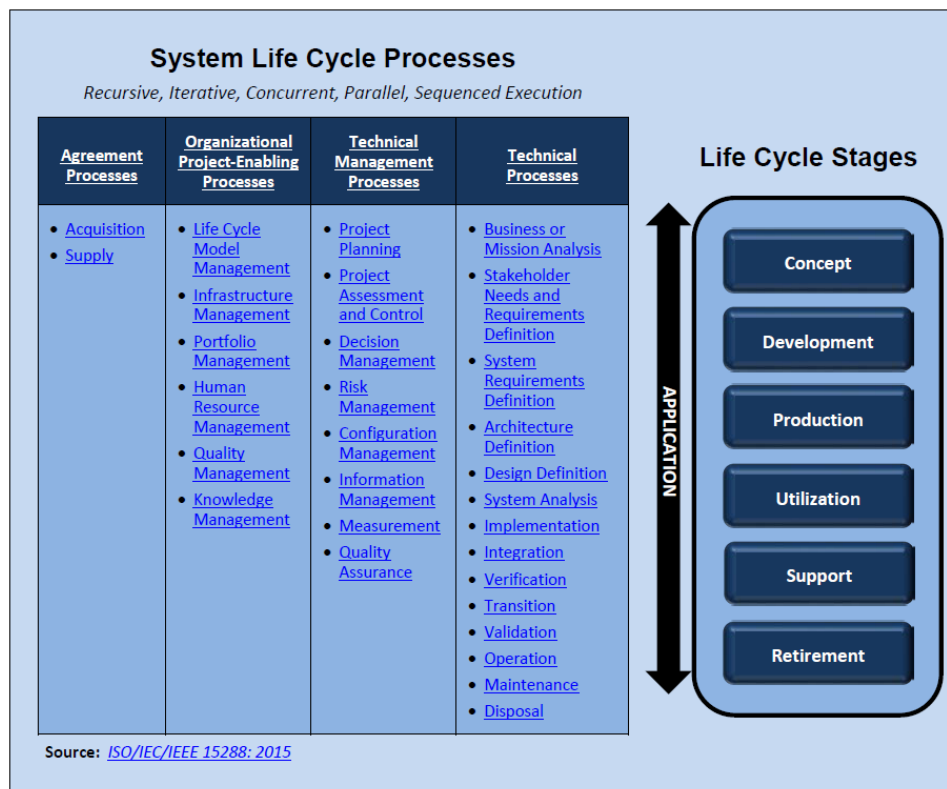 System Life Cycle Processes
Recursive, Iterative, Concurrent, Parallel, Sequenced Execution
Agreement
Processes
Organizational
Project-Enabling
Processes
Technical
Management
Processes
Technical
Processes
• Acquisition
• Supply
• Life Cycle
Model
Management
• Infrastructure
Management
• Portfolio
Management
• Human
Resource
Management
• Quality
Management
• Knowledge
Management
• Project
Planning
• Project
Assessment
and Control
• Decision
Management
• Risk
Management
• Configuration
Management
• Information
Management
• Measurement
• Quality
Assurance
• Business or
Mission Analysis
• Stakeholder
Needs and
Requirements
Definition
• System
Requirements
Definition
• Architecture
Definition
• Design Definition
• System Analysis
• Implementation
• Integration
• Verification
• Transition
• Validation
• Operation
• Maintenance
• Disposal
Source: ISO/IEC/IEEE 15288: 2015
Life Cycle Stages
APPLICATION
Concept
Development
Production
Utilization
Support
Retirement